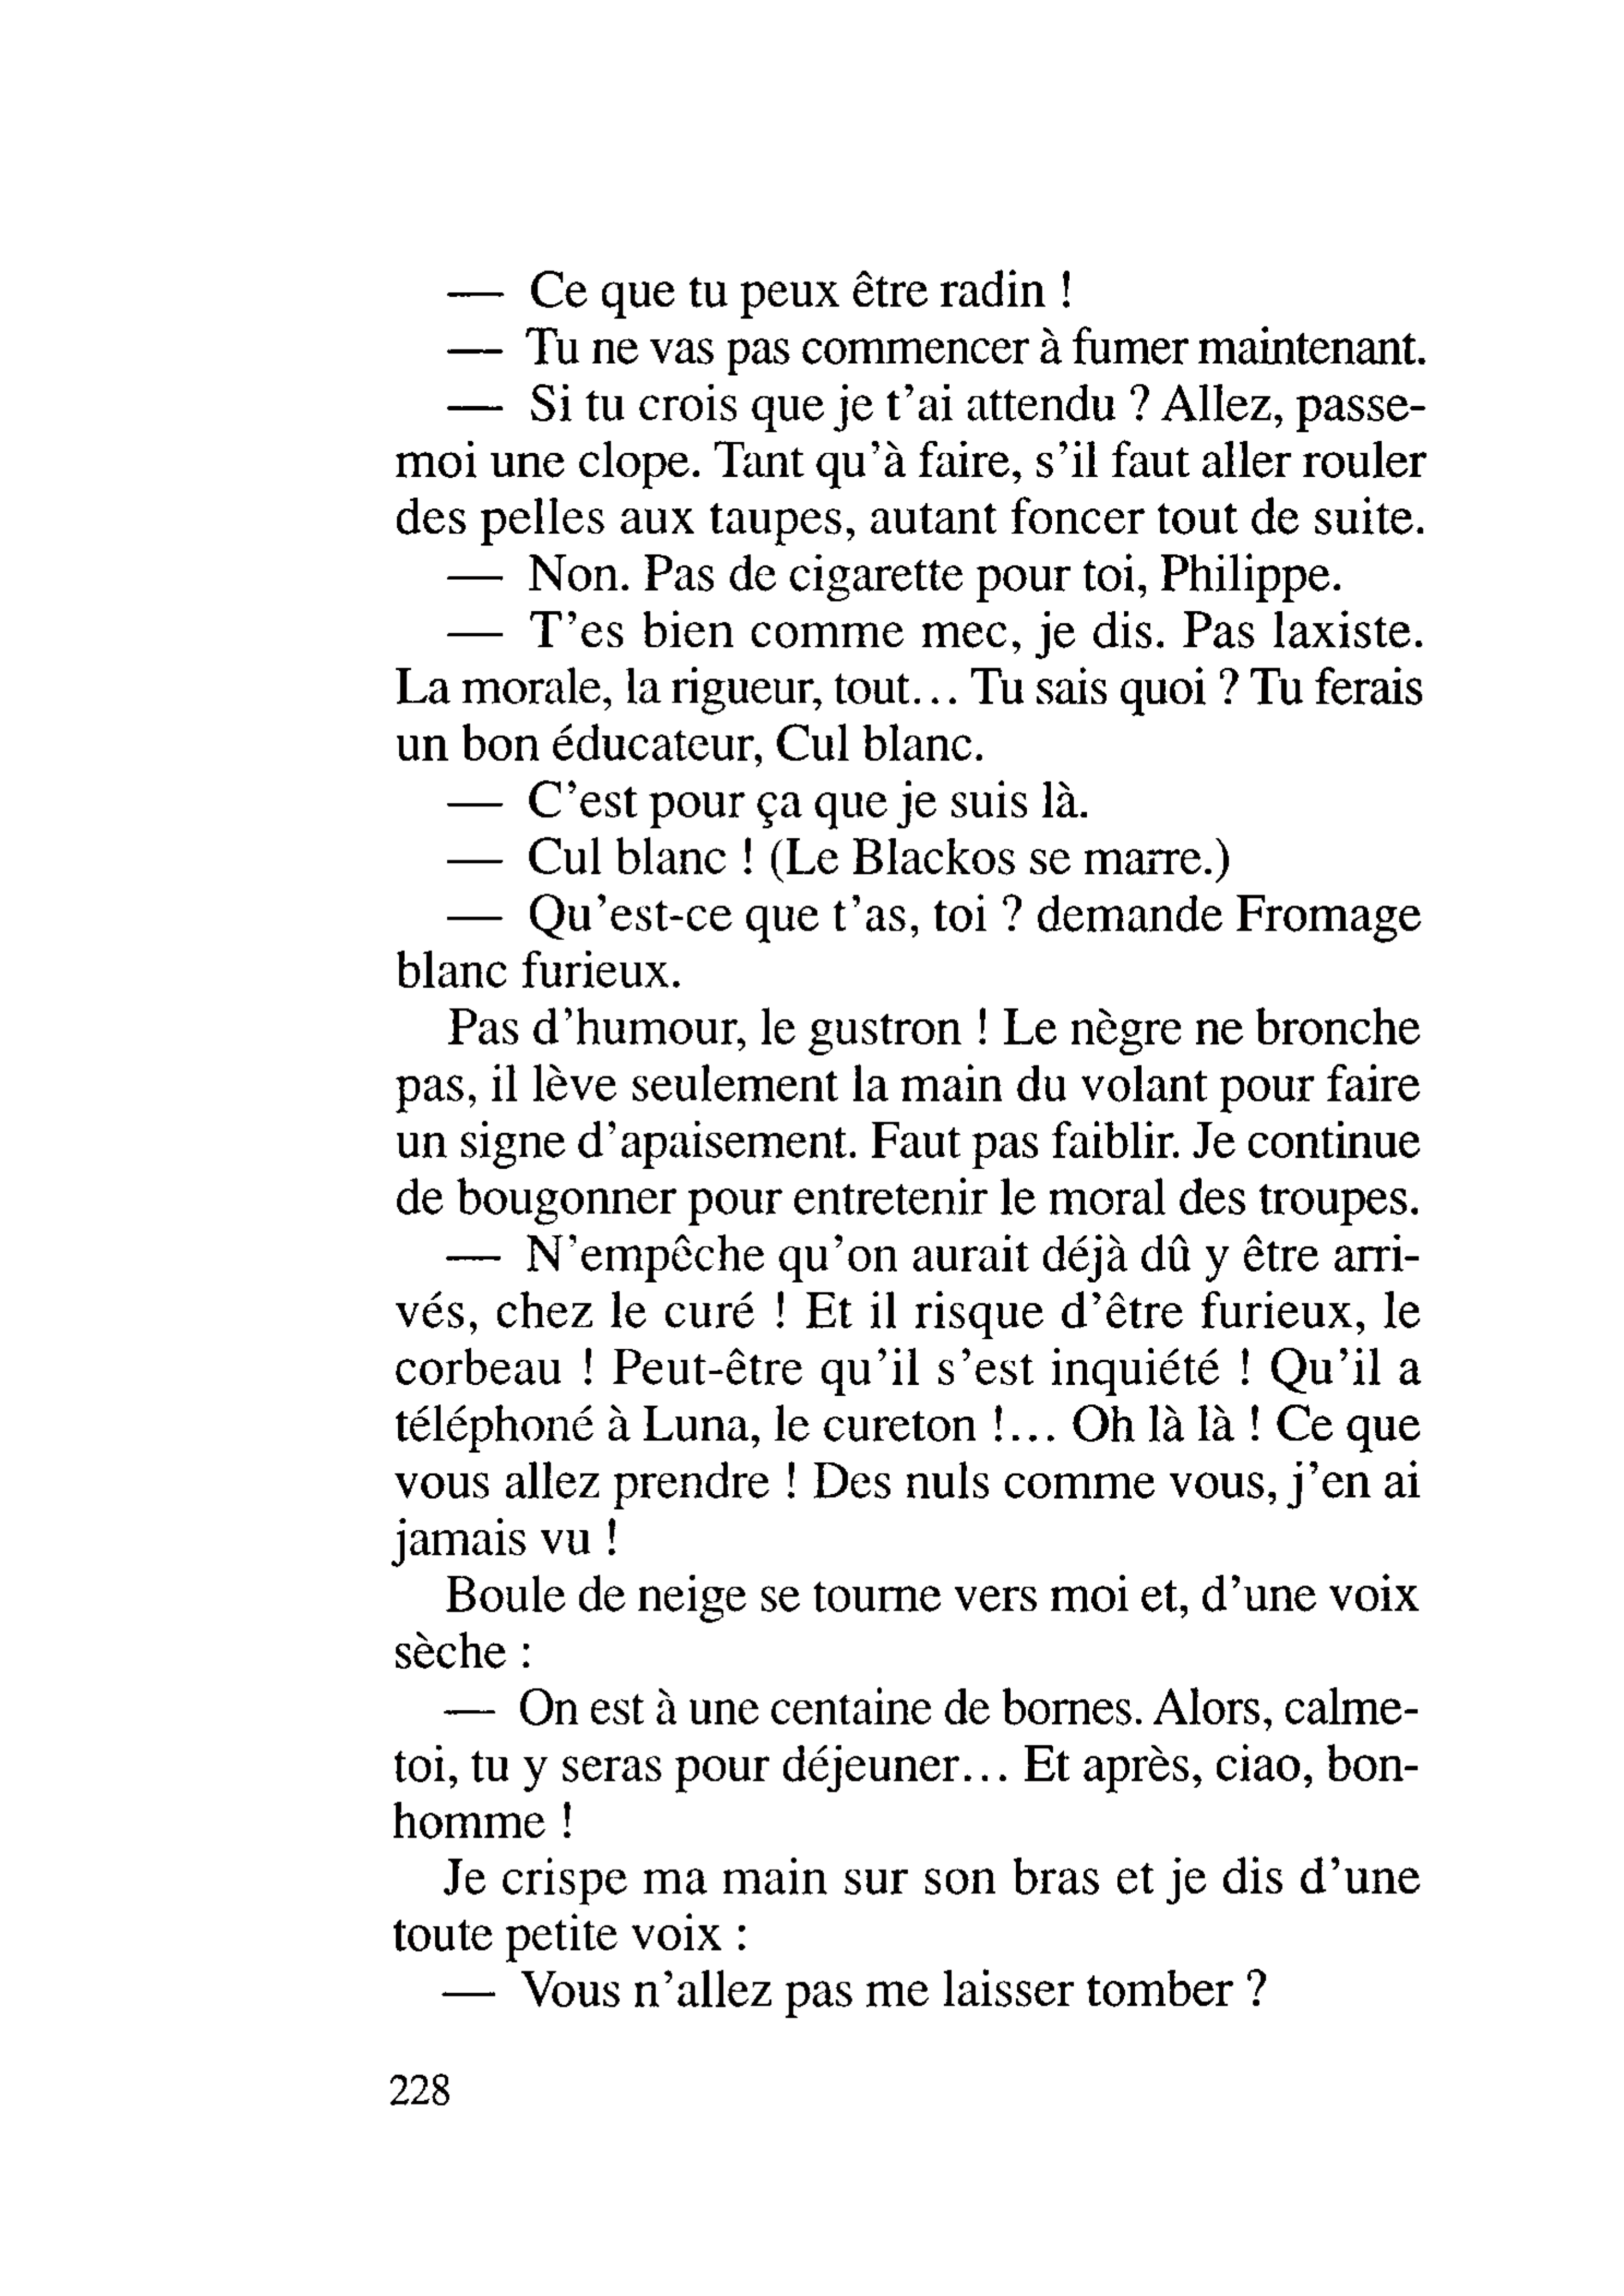 — Ce que tu peux être radin !
— Tu ne vas pas commencer à fumer maintenant.
— Si tu crois que je t'ai attendu ? Allez, passe-
moi une clope. Tant qu'à faire, s'il faut aller rouler
des pelles aux taupes, autant foncer tout de suite.
— Non. Pas de cigarette pour toi, Philippe.
— T'es bien comme mec, je dis. Pas laxiste.
La morale, la rigueur, tout... Tu sais quoi ? Tu ferais
un bon éducateur, Cul blanc.
— C'est pour ça que je suis là.
— Cul blanc ! (Le Blackos se marre.)
— Qu'est-ce que t'as, toi ? demande Fromage
blanc furieux.
Pas d'humour, le gustron ! Le nègre ne bronche
pas, il lève seulement la main du volant pour faire
un signe d'apaisement. Faut pas faiblir. Je continue
de bougonner pour entretenir le moral des troupes.
— N'empêche qu'on aurait déjà dû y être arri-
vés, chez le curé ! Et il risque d'être furieux, le
corbeau ! Peut-être qu'il s'est inquiété ! Qu'il a
téléphoné à Luna, le cureton !... Oh là là ! Ce que
vous allez prendre ! Des nuls comme vous, j'en ai
jamais vu !
Boule de neige se tourne vers moi et, d'une voix
sèche :
— On est à une centaine de bornes. Alors, calme-
toi, tu y seras pour déjeuner... Et après, ciao, bon-
homme !
Je crispe ma main sur son bras et je dis d'une
toute petite voix :
— Vous n'allez pas me laisser tomber ?
228